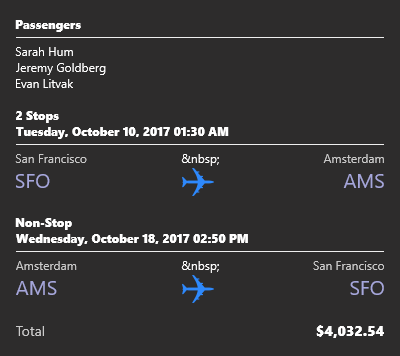 Passengers
Sarah Hum
Jeremy Goldberg
Evan Litvak
2 Stops
Tuesday, October 10, 2017 01:30 AM
San Francisco &nbsp; Amsterdam
SFO AMS
Non-Stop
Wednesday, October 18, 2017 02:50 PM
Amsterdam &nbsp; San Francisco
AMS SFO
Total $4,032.54